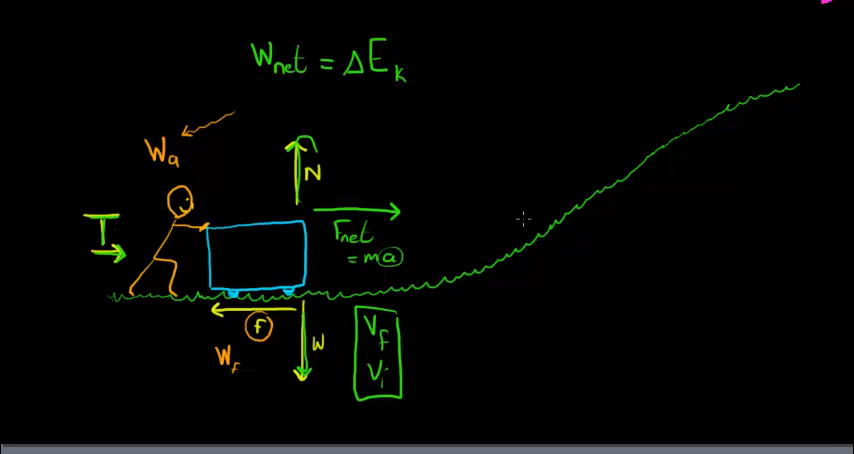 Wnet = ΔEk
Wa
N
T
Fnet
= ma
f
W
Wf
Vf
Vi